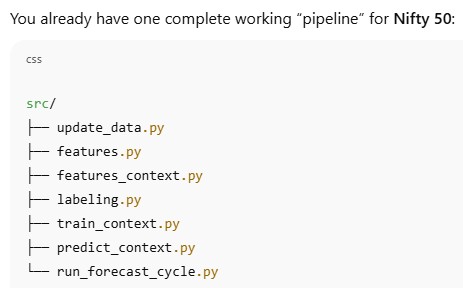 You already have one complete working “pipeline” for Nifty 50:
css
src/
├── update_data.py
├── features.py
├── features_context.py
├── labeling.py
├── train_context.py
├── predict_context.py
└── run_forecast_cycle.py